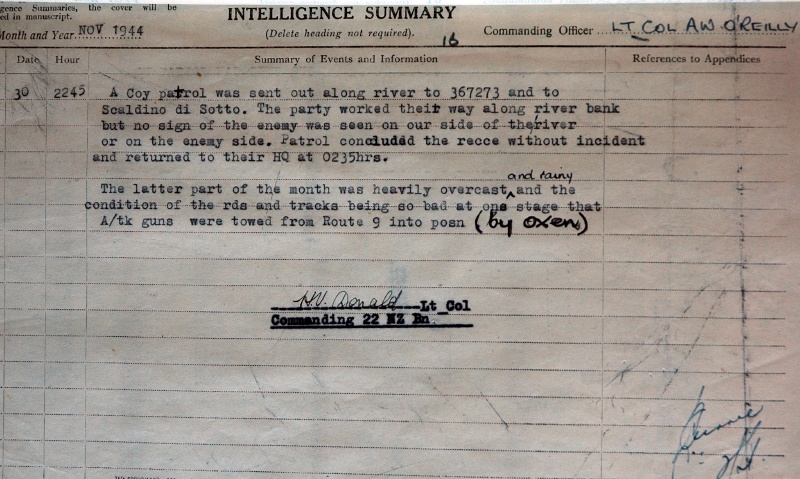 gence Summaries, the cover will be
ed in manuscript.
INTELLIGENCE SUMMARY
Month and Year NOV 1944
(Delete heading not required).
16
Commanding Officer LT COL AW O'REILLY
Date Hour Summary of Events and Information References to Appendices
30 2245 A Coy patrol was sent out along river to 367273 and to
Scaldino di Sotto. The party worked their way along river bank
but no sign of the enemy was seen on our side of the/river
or on the enemy side. Patrol concluded the recce without incident
and returned to their HQ at 0235hrs.
and rainy
The latter part of the month was heavily overcast and the
condition of the rds and tracks being so bad at one stage that
A/tk guns were towed from Route 9 into posn (by oxen)
H.V. Donald Lt Col
Commanding 22 NZ Bn